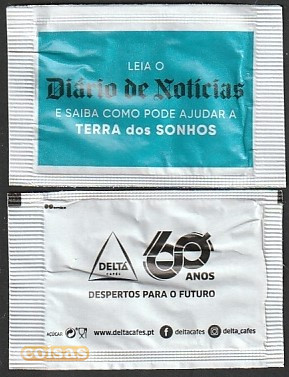 LEIA O
Diário de Notícias
E SAIBA COMO PODE AJUDAR A
TERRA dos SONHOS
DELTA
CAFÉS
60 ANOS
DESPERTOS PARA O FUTURO
AÇÚCAR
www.deltacafes.pt deltacafes delta_cafes
coisas